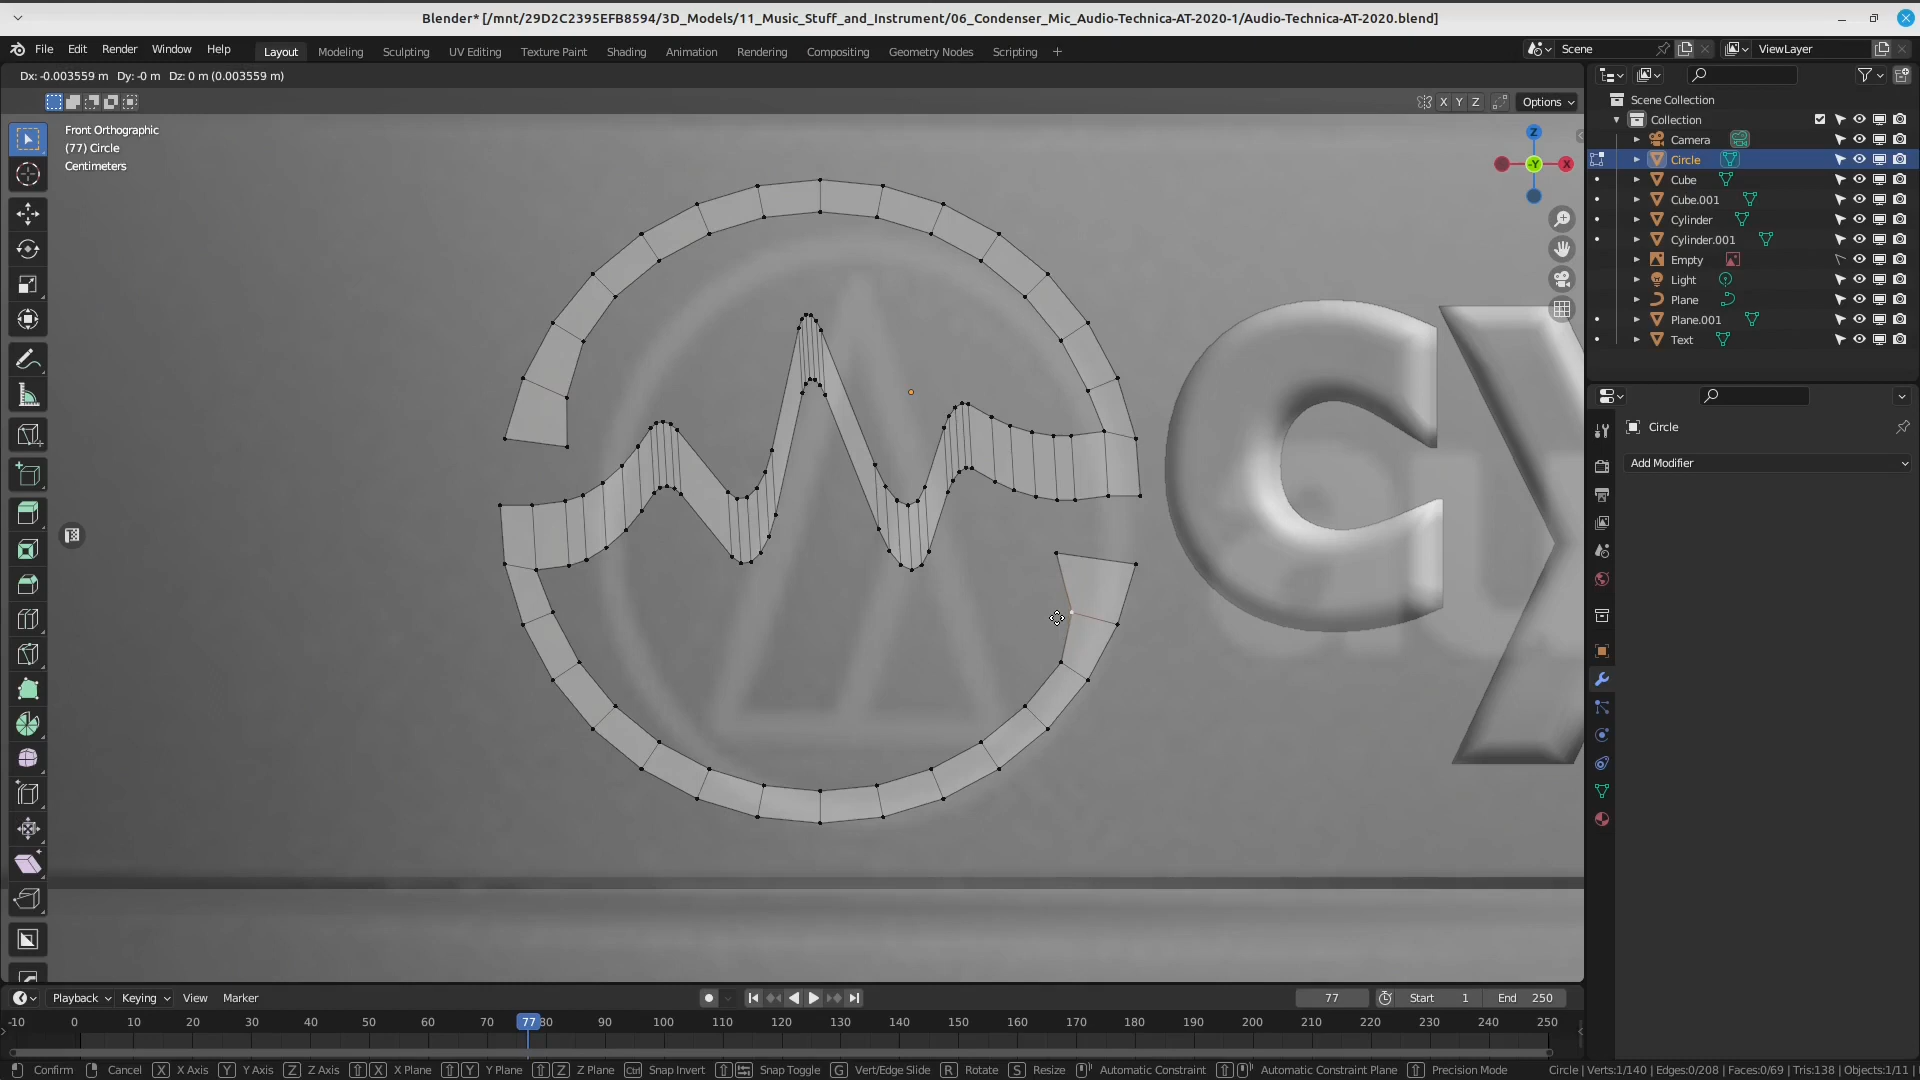 Blender* [/mnt/29D2C2395EFB8594/3D_Models/11_Music_Stuff_and_Instrument/06_Condenser_Mic_Audio-Technica-AT-2020-1/Audio-Technica-AT-2020.blend]
File Edit Render Window Help Layout Modeling Sculpting UV Editing Texture Paint Shading Animation Rendering Compositing Geometry Nodes Scripting + Scene ViewLayer
Dx: -0.003559 m Dy: -0 m Dz: 0 m (0.003559 m)
X Y Z Options
Scene Collection
Front Orthographic
(77) Circle
Centimeters
Z
-Y
X
Collection
Camera
Circle
Cube
Cube.001
Cylinder
Cylinder.001
Empty
Light
Plane
Plane.001
Text
Circle
Add Modifier
Playback Keying View Marker 77 Start 1 End 250
-10 0 10 20 30 40 50 60 70 77 80 90 100 110 120 130 140 150 160 170 180 190 200 210 220 230 240 250
Confirm Cancel X X Axis Y Y Axis Z Z Axis X X Plane Y Y Plane Z Z Plane Ctrl Snap Invert Snap Toggle G Vert/Edge Slide R Rotate S Resize Automatic Constraint Automatic Constraint Plane Precision Mode Circle | Verts:1/140 | Edges:0/208 | Faces:0/69 | Tris:138 | Objects:1/11 |